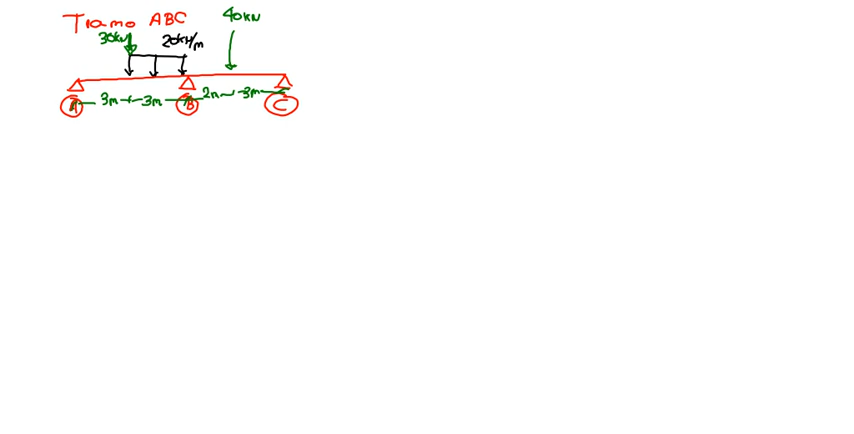 Tramo ABC
40kN
30kN
20kN/m
3m 3m 2m 3m
A B C